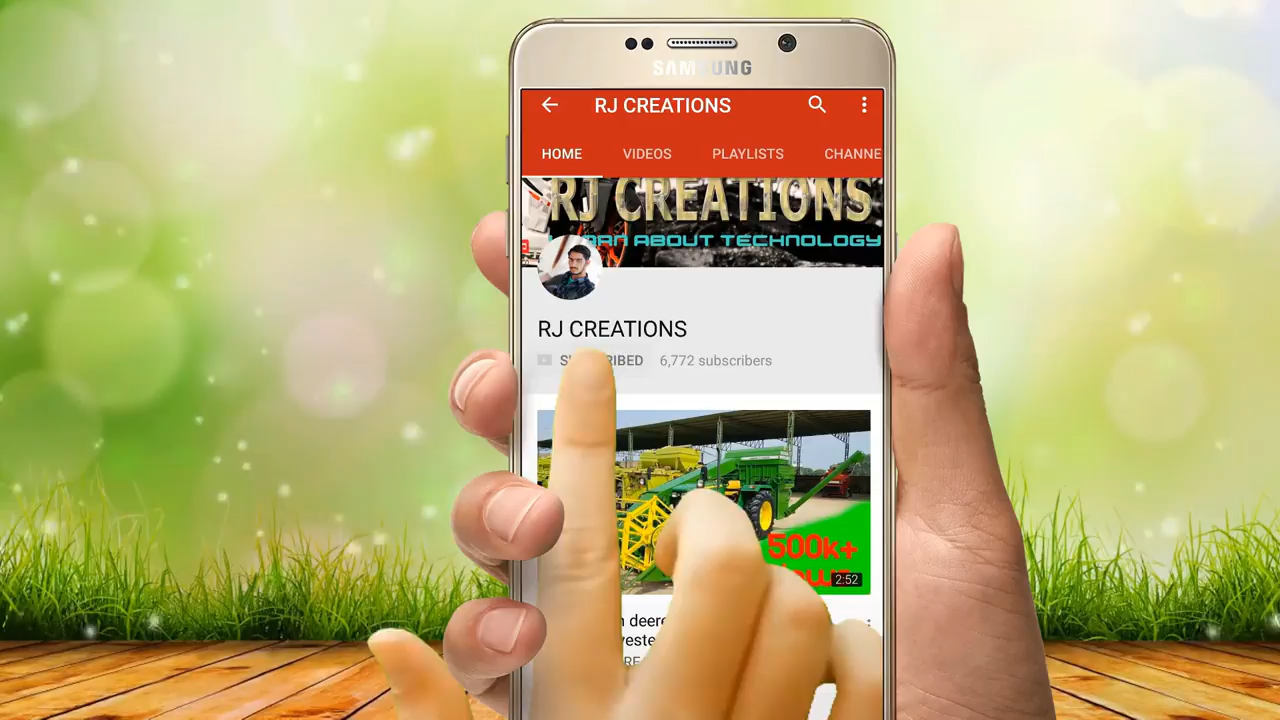 SAMSUNG
RJ CREATIONS
HOME VIDEOS PLAYLISTS CHANNE
RJ CREATIONS
ABOUT TECHNOLOGY
RJ CREATIONS
SUBSCRIBED 6,772 subscribers
500k+
2:52
deere